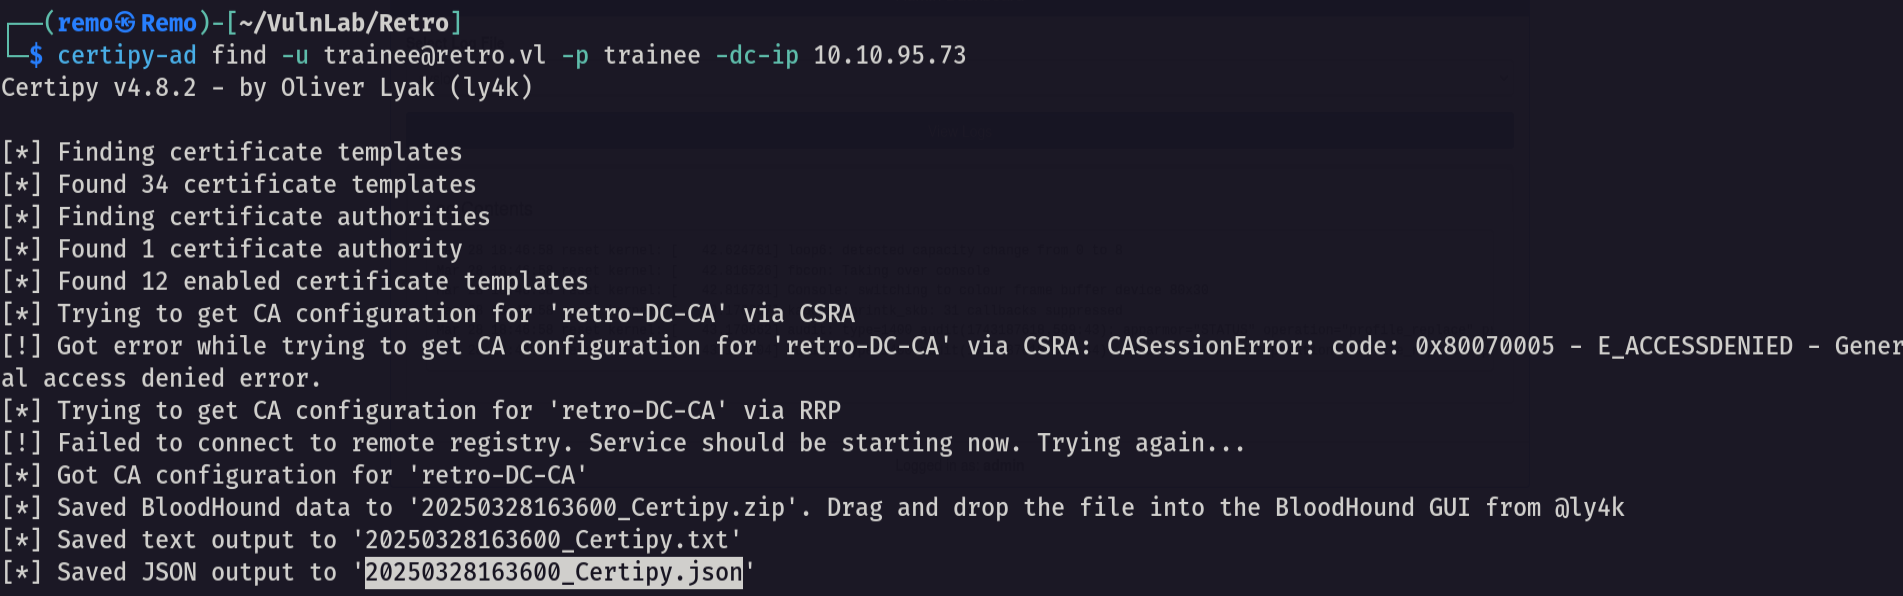 ┌──(remo㉿Remo)-[~/VulnLab/Retro]
└─$ certipy-ad find -u trainee@retro.vl -p trainee -dc-ip 10.10.95.73
Certipy v4.8.2 - by Oliver Lyak (ly4k)
[*] Finding certificate templates
[*] Found 34 certificate templates
[*] Finding certificate authorities
[*] Found 1 certificate authority
[*] Found 12 enabled certificate templates
[*] Trying to get CA configuration for 'retro-DC-CA' via CSRA
[!] Got error while trying to get CA configuration for 'retro-DC-CA' via CSRA: CASessionError: code: 0x80070005 - E_ACCESSDENIED - Gener
al access denied error.
[*] Trying to get CA configuration for 'retro-DC-CA' via RRP
[!] Failed to connect to remote registry. Service should be starting now. Trying again...
[*] Got CA configuration for 'retro-DC-CA'
[*] Saved BloodHound data to '20250328163600_Certipy.zip'. Drag and drop the file into the BloodHound GUI from @ly4k
[*] Saved text output to '20250328163600_Certipy.txt'
[*] Saved JSON output to '20250328163600_Certipy.json'